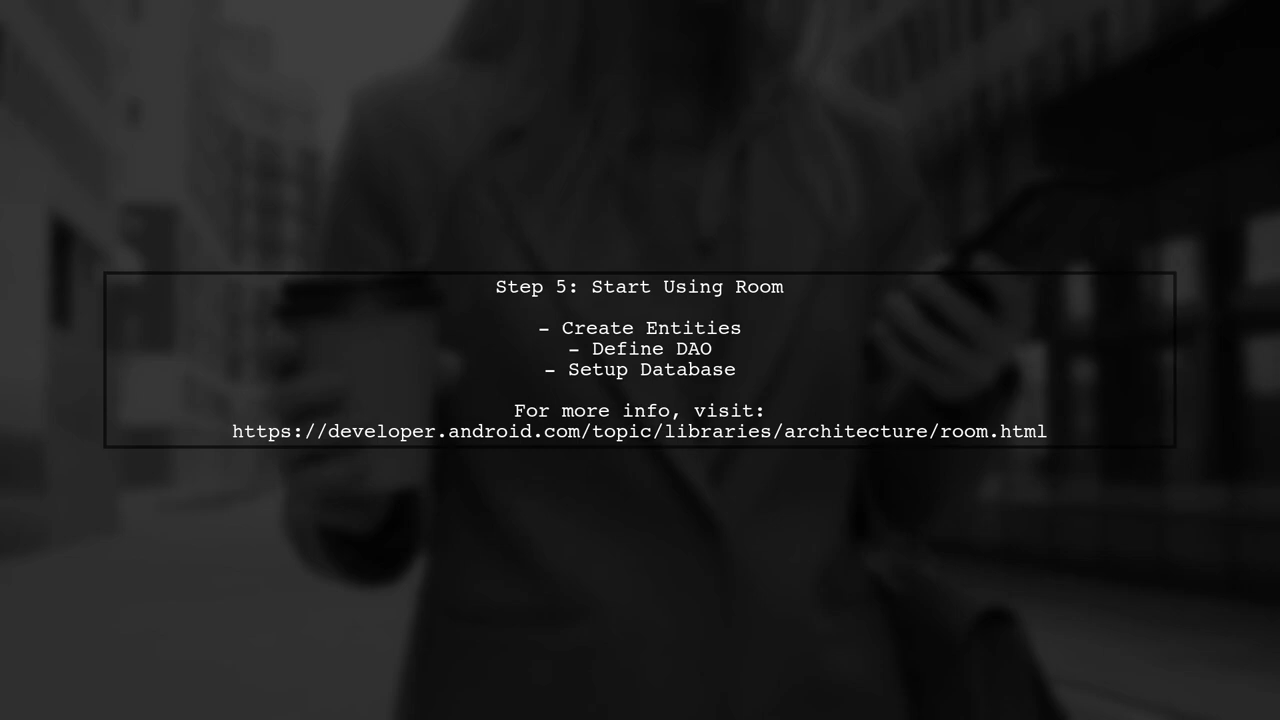 Step 5: Start Using Room
- Create Entities
- Define DAO
- Setup Database
For more info, visit:
https://developer.android.com/topic/libraries/architecture/room.html